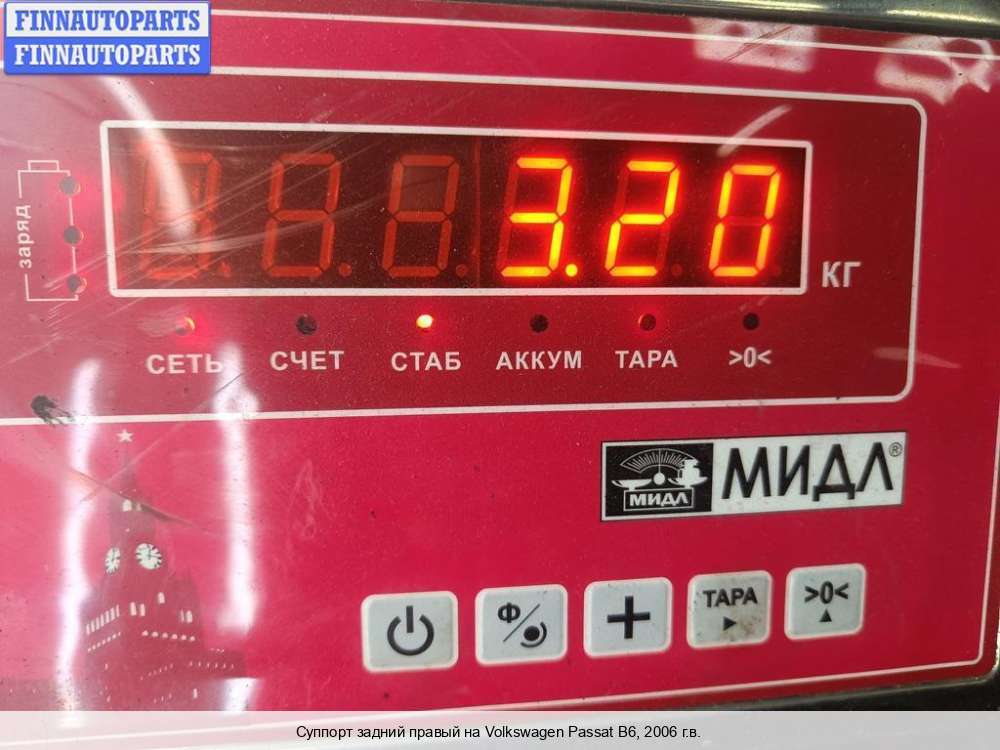 FINNAUTOPARTS
FINNAUTOPARTS
заряд
3.20
КГ
СЕТЬ СЧЕТ СТАБ АККУМ ТАРА >0<
МИДЛ МИДЛ®
Ф ТАРА >0<
Суппорт задний правый на Volkswagen Passat B6, 2006 г.в.